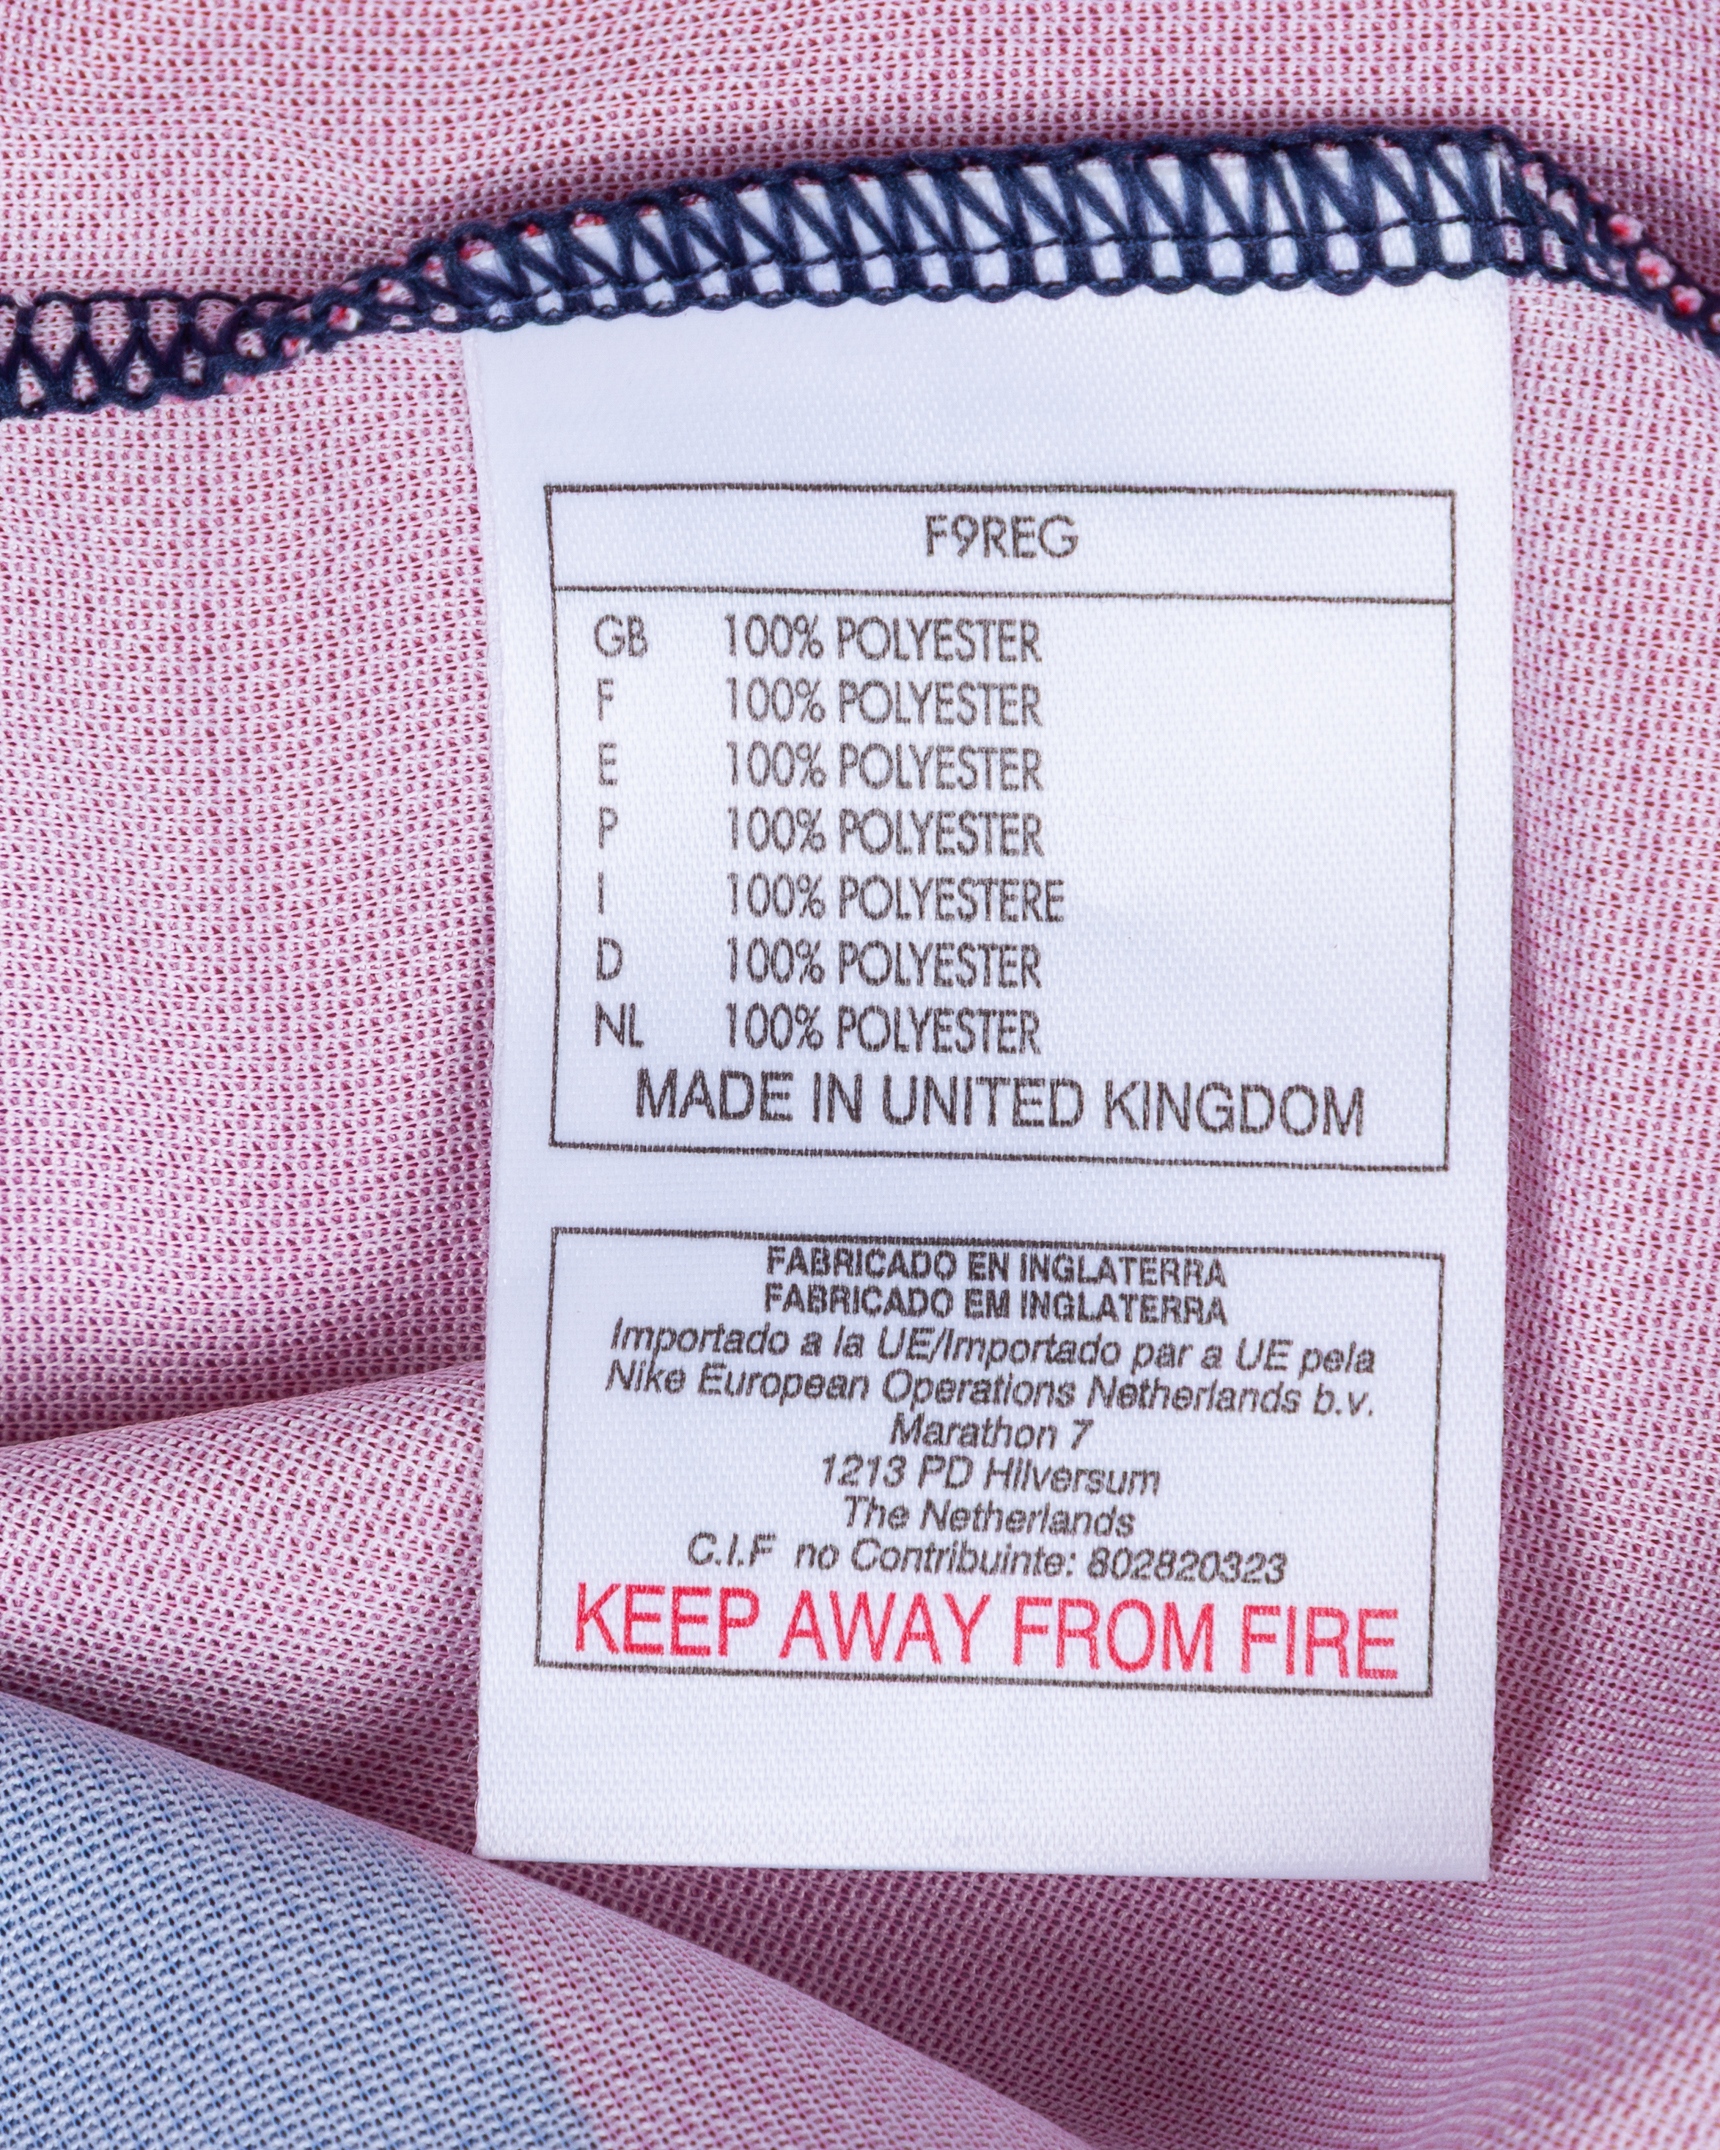 F9REG
GB 100% POLYESTER
F 100% POLYESTER
E 100% POLYESTER
P 100% POLYESTER
I 100% POLYESTERE
D 100% POLYESTER
NL 100% POLYESTER
MADE IN UNITED KINGDOM
FABRICADO EN INGLATERRA
FABRICADO EM INGLATERRA
Importado a la UE/Importado par a UE pela
Nike European Operations Netherlands b.v.
Marathon 7
1213 PD Hilversum
The Netherlands
C.I.F no Contribuinte: 802820323
KEEP AWAY FROM FIRE